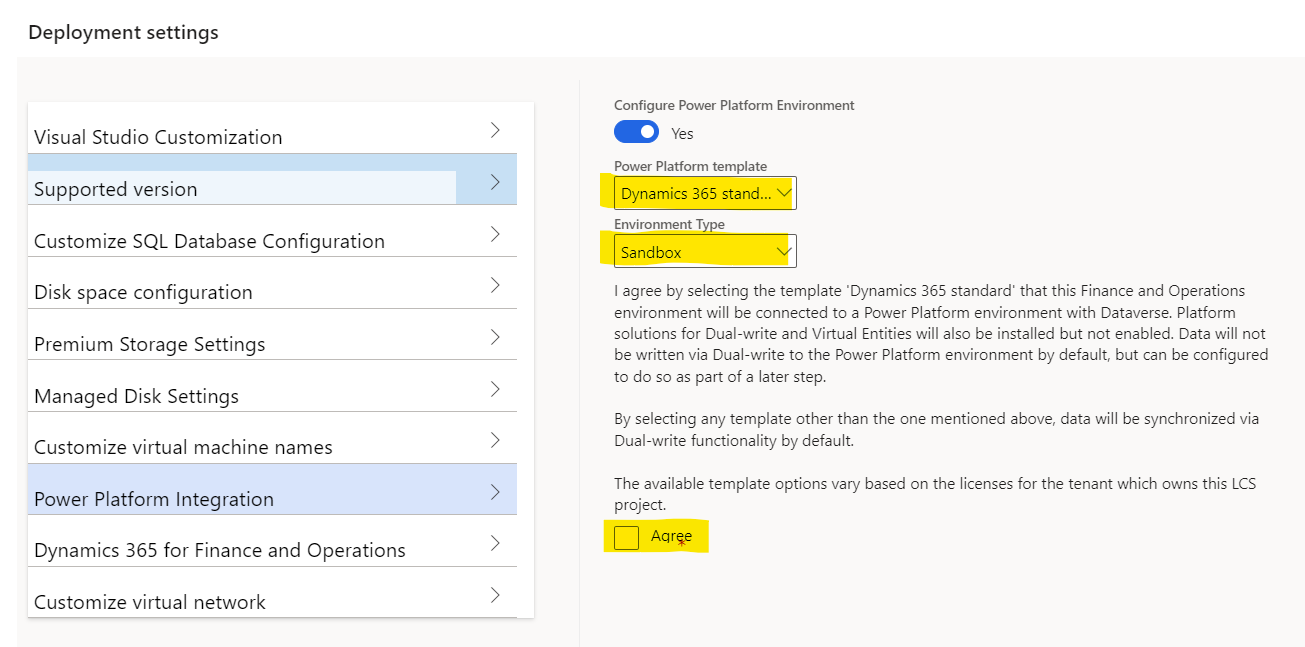 Deployment settings
Visual Studio Customization
Supported version
Customize SQL Database Configuration
Disk space configuration
Premium Storage Settings
Managed Disk Settings
Customize virtual machine names
Power Platform Integration
Dynamics 365 for Finance and Operations
Customize virtual network
Configure Power Platform Environment
Yes
Power Platform template
Dynamics 365 stand...
Environment Type
Sandbox
I agree by selecting the template 'Dynamics 365 standard' that this Finance and Operations
environment will be connected to a Power Platform environment with Dataverse. Platform
solutions for Dual-write and Virtual Entities will also be installed but not enabled. Data will not
be written via Dual-write to the Power Platform environment by default, but can be configured
to do so as part of a later step.
By selecting any template other than the one mentioned above, data will be synchronized via
Dual-write functionality by default.
The available template options vary based on the licenses for the tenant which owns this LCS
project.
Agree
*